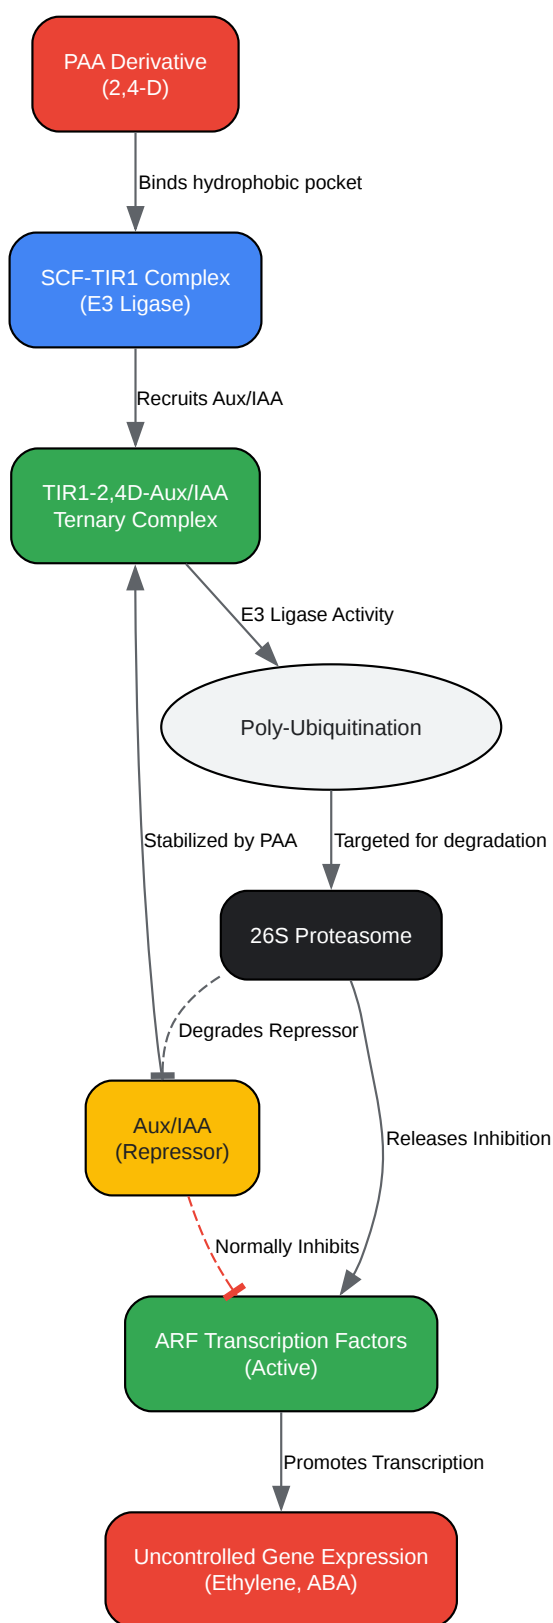 PAA Derivative
(2,4-D)
Binds hydrophobic pocket
SCF-TIR1 Complex
(E3 Ligase)
Recruits Aux/IAA
TIR1-2,4D-Aux/IAA
Ternary Complex
E3 Ligase Activity
Poly-Ubiquitination
Stabilized by PAA
Targeted for degradation
26S Proteasome
Degrades Repressor
Aux/IAA
(Repressor)
Releases Inhibition
Normally Inhibits
ARF Transcription Factors
(Active)
Promotes Transcription
Uncontrolled Gene Expression
(Ethylene, ABA)